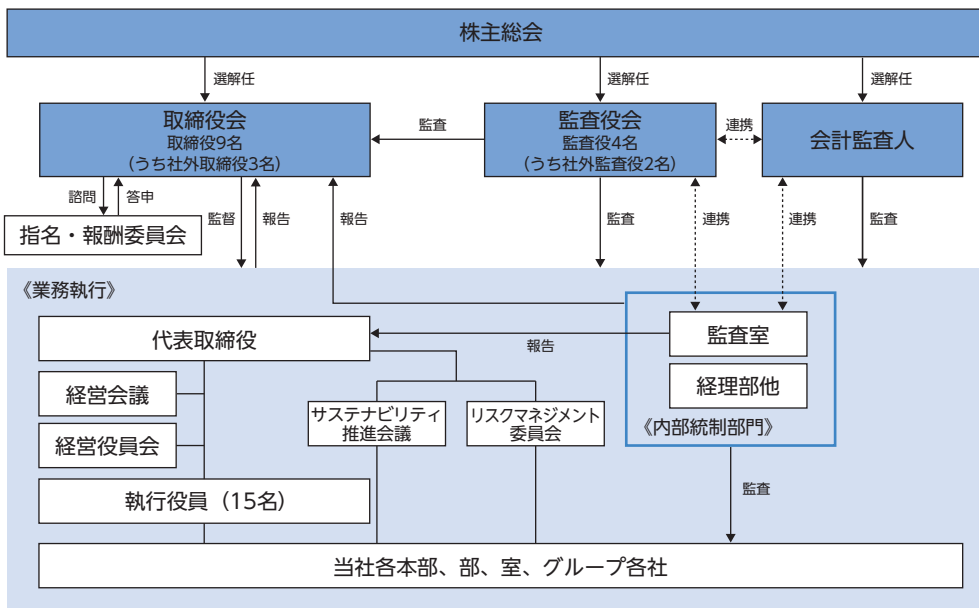 株主総会
選解任
選解任
選解任
取締役会
取締役9名
(うち社外取締役3名)
監査
監査役会
監査役4名
(うち社外監査役2名)
連携
会計監査人
諮問
答申
監督
報告
報告
監査
連携
連携
監査
指名・報酬委員会
《業務執行》
代表取締役
報告
監査室
経理部他
《内部統制部門》
経営会議
経営役員会
サステナビリティ
推進会議
リスクマネジメント
委員会
執行役員（15名）
監査
当社各本部、部、室、グループ各社